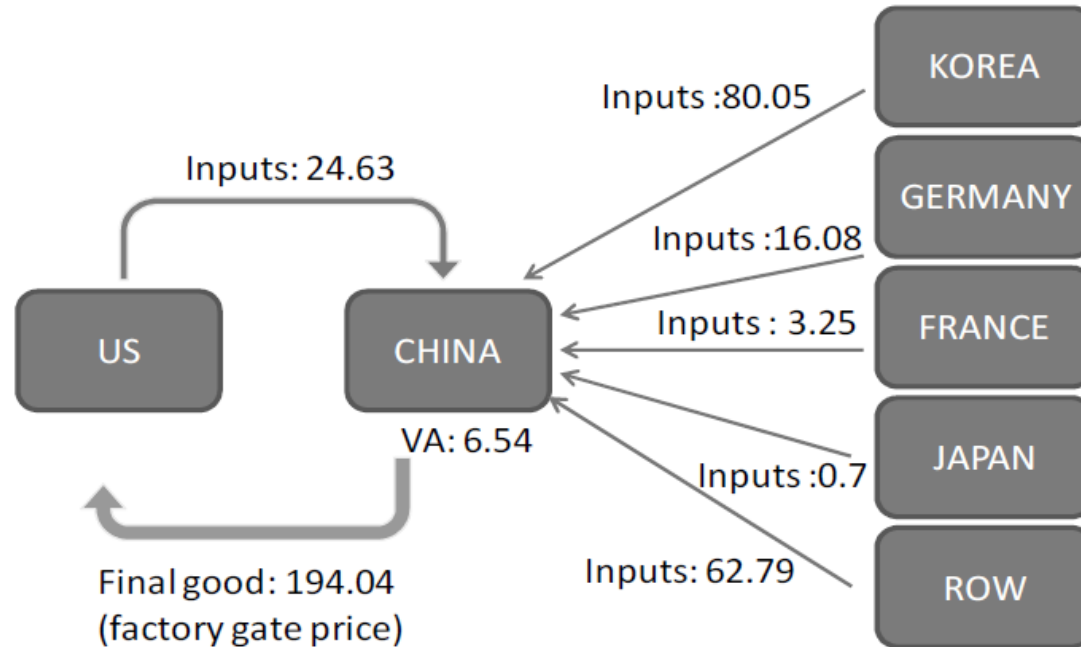 KOREA
Inputs :80.05
Inputs: 24.63
GERMANY
Inputs :16.08
US
CHINA
Inputs : 3.25
FRANCE
VA: 6.54
JAPAN
Inputs :0.7
Inputs: 62.79
ROW
Final good: 194.04
(factory gate price)